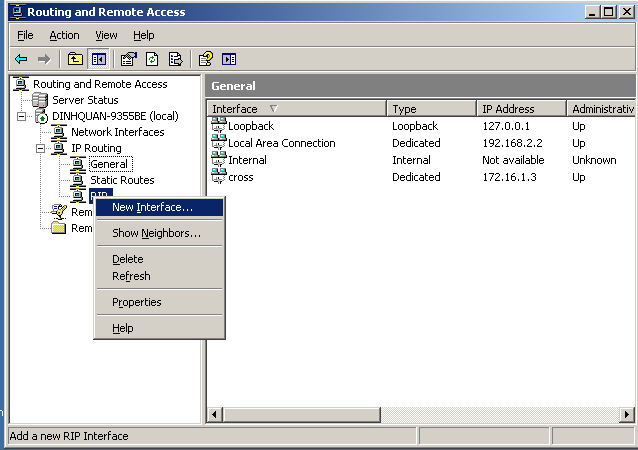 Routing and Remote Access
File Action View Help
Routing and Remote Access
Server Status
DINHQUAN-9355BE (local)
Network Interfaces
IP Routing
General
Static Routes
RIP
Rem
Rem
New Interface...
Show Neighbors...
Delete
Refresh
Properties
Help
General
Interface Type IP Address Administrativ
Loopback Loopback 127.0.0.1 Up
Local Area Connection Dedicated 192.168.2.2 Up
Internal Internal Not available Unknown
cross Dedicated 172.16.1.3 Up
Add a new RIP Interface